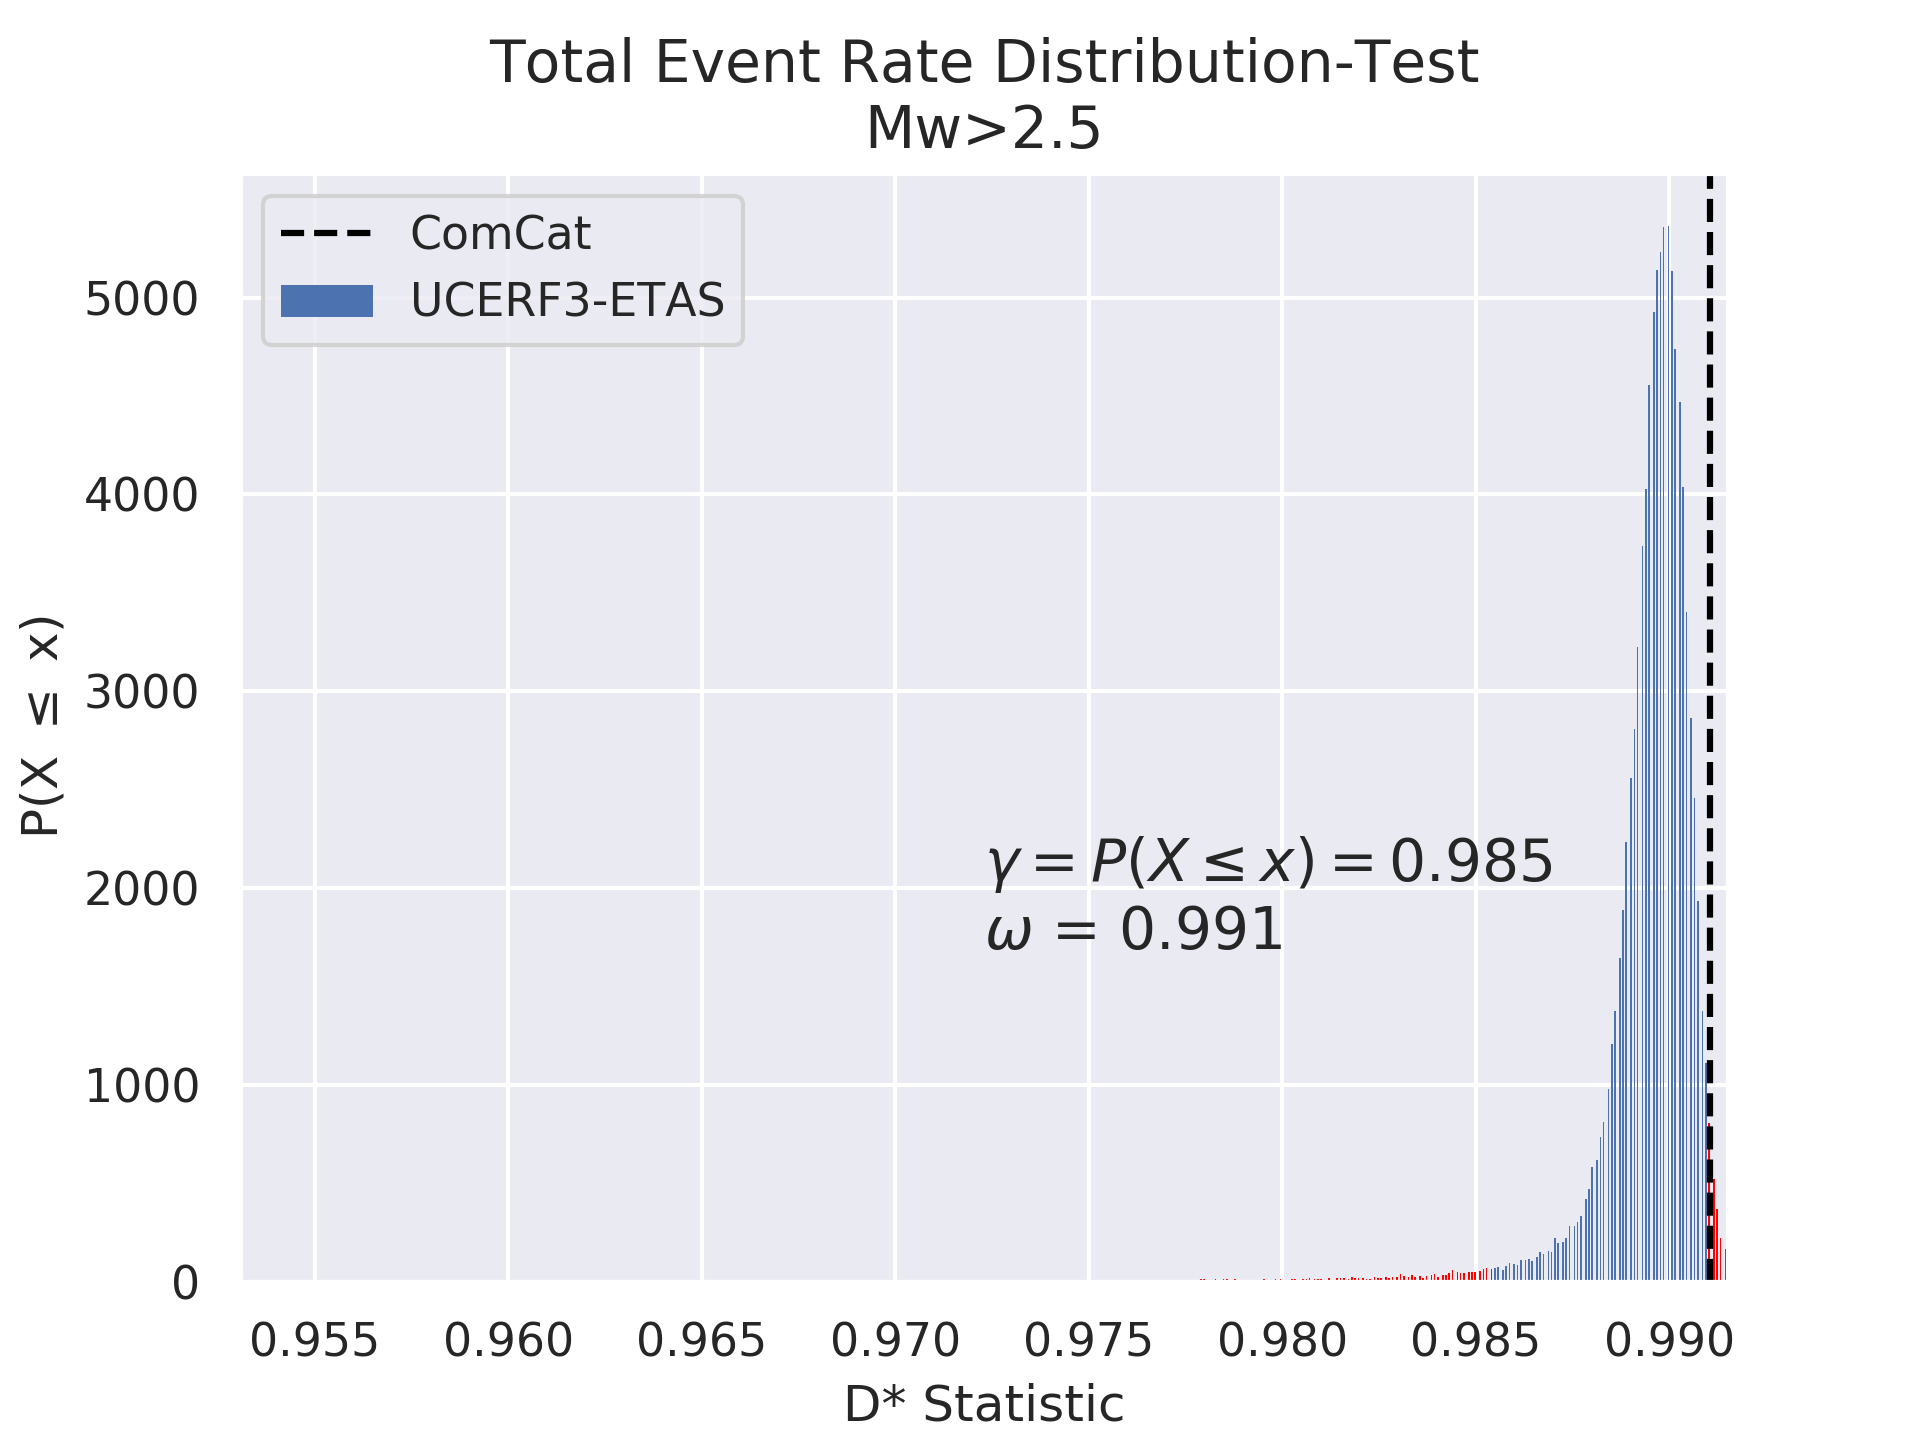 Total Event Rate Distribution-Test
Mw>2.5
ComCat
UCERF3-ETAS
P(X ≤ x)
5000
4000
3000
2000
1000
0
γ = P(X ≤ x) = 0.985
ω = 0.991
0.955 0.960 0.965 0.970 0.975 0.980 0.985 0.990
D* Statistic